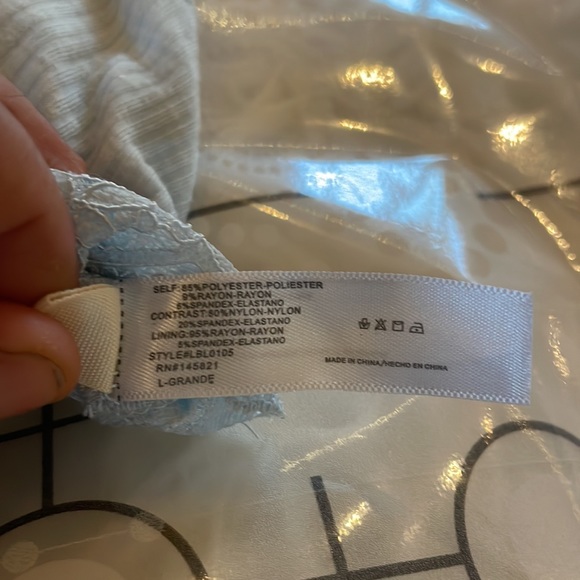 SELF: 85%POLYESTER-POLIESTER
9%RAYON-RAYON
6%SPANDEX-ELASTANO
CONTRAST:80%NYLON-NYLON
20%SPANDEX-ELASTANO
LINING:95%RAYON-RAYON
5%SPANDEX-ELASTANO
STYLE#LBL0105
RN#145821
L-GRANDE
MADE IN CHINA/HECHO EN CHINA